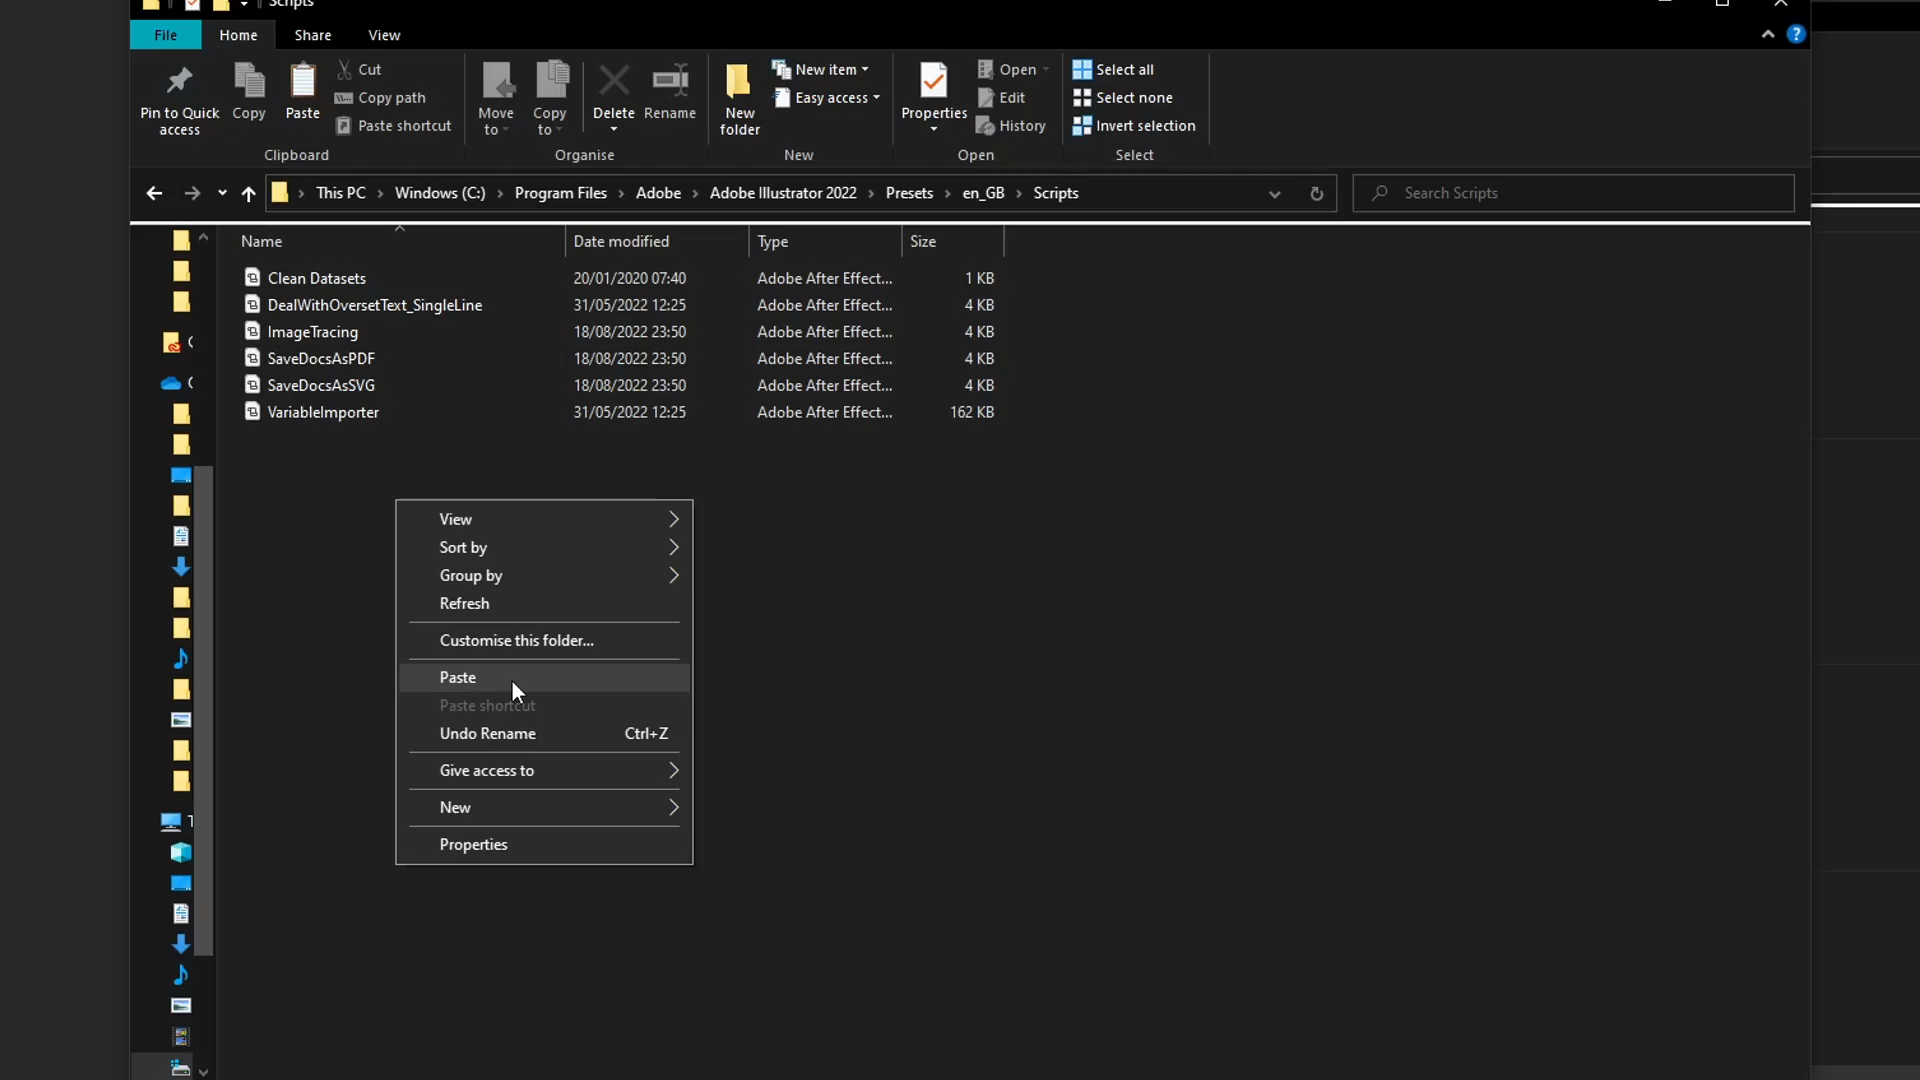 Scripts
File Home Share View
Pin to Quick access
Copy
Paste
Cut
Copy path
Paste shortcut
Clipboard
Move to
Copy to
Delete
Rename
Organise
New folder
New item
Easy access
New
Properties
Open
Edit
History
Open
Select all
Select none
Invert selection
Select
This PC Windows (C:) Program Files Adobe Adobe Illustrator 2022 Presets en_GB Scripts
Search Scripts
Name Date modified Type Size
Clean Datasets 20/01/2020 07:40 Adobe After Effect... 1 KB
DealWithOversetText_SingleLine 31/05/2022 12:25 Adobe After Effect... 4 KB
ImageTracing 18/08/2022 23:50 Adobe After Effect... 4 KB
SaveDocsAsPDF 18/08/2022 23:50 Adobe After Effect... 4 KB
SaveDocsAsSVG 18/08/2022 23:50 Adobe After Effect... 4 KB
VariableImporter 31/05/2022 12:25 Adobe After Effect... 162 KB
View
Sort by
Group by
Refresh
Customise this folder...
Paste
Paste shortcut
Undo Rename Ctrl+Z
Give access to
New
Properties